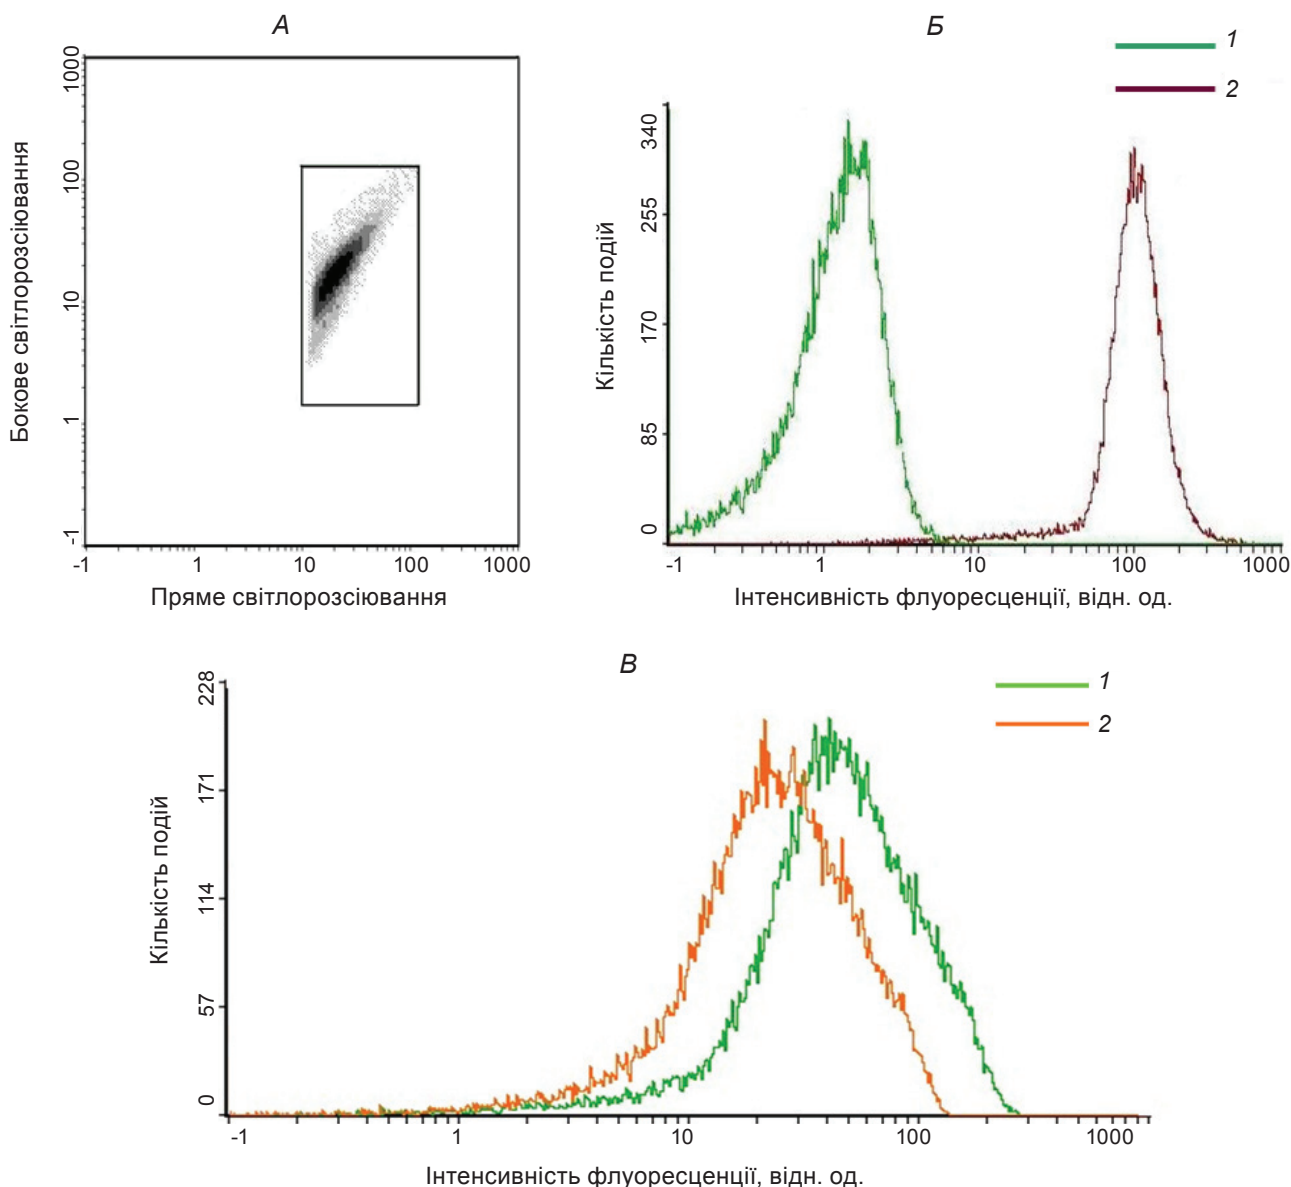 А
Бокове світлорозсіювання
1000
100
10
1
-1
-1 1 10 100 1000
Пряме світлорозсіювання
Б
1
2
Кількість подій
340
255
170
85
0
-1 1 10 100 1000
Інтенсивність флуоресценції, відн. од.
В
1
2
Кількість подій
228
171
114
57
0
-1 1 10 100 1000
Інтенсивність флуоресценції, відн. од.